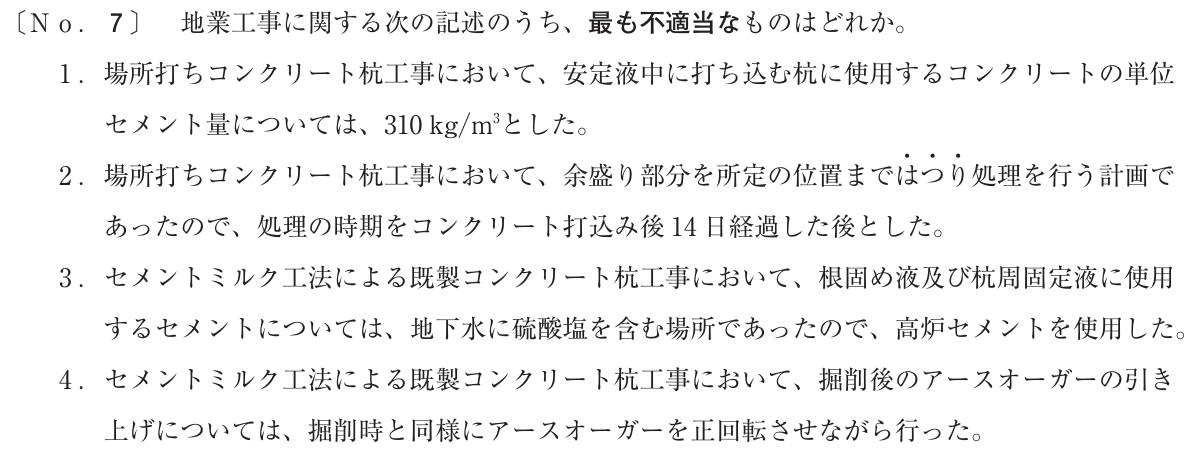 〔Ｎｏ．７〕　地業工事に関する次の記述のうち、最も不適当なものはどれか。
１．場所打ちコンクリート杭工事において、安定液中に打ち込む杭に使用するコンクリートの単位
セメント量については、310 kg/m³とした。
２．場所打ちコンクリート杭工事において、余盛り部分を所定の位置まではつり処理を行う計画で
あったので、処理の時期をコンクリート打込み後 14 日経過した後とした。
３．セメントミルク工法による既製コンクリート杭工事において、根固め液及び杭周固定液に使用
するセメントについては、地下水に硫酸塩を含む場所であったので、高炉セメントを使用した。
４．セメントミルク工法による既製コンクリート杭工事において、掘削後のアースオーガーの引き
上げについては、掘削時と同様にアースオーガーを正回転させながら行った。